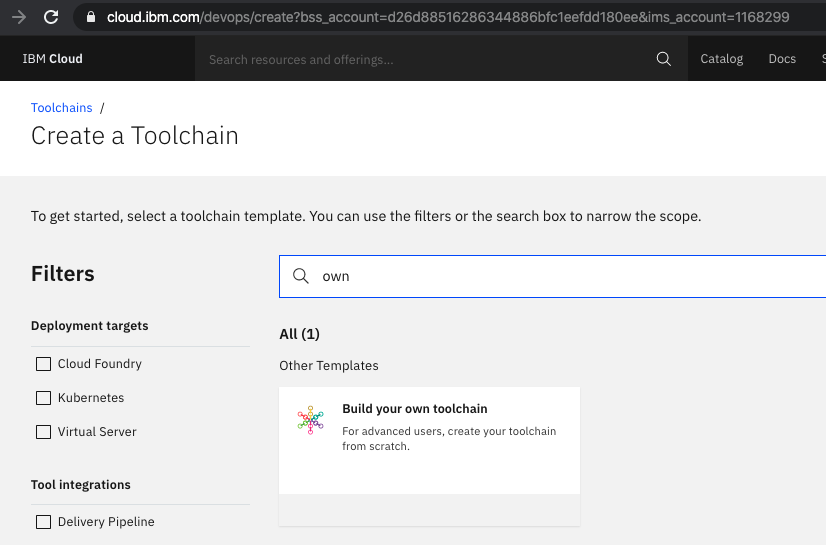 cloud.ibm.com/devops/create?bss_account=d26d88516286344886bfc1eefdd180ee&ims_account=1168299
IBM Cloud
Search resources and offerings...
Catalog
Docs
S
Toolchains /
Create a Toolchain
To get started, select a toolchain template. You can use the filters or the search box to narrow the scope.
Filters
own
Deployment targets
Cloud Foundry
Kubernetes
Virtual Server
Tool integrations
Delivery Pipeline
All (1)
Other Templates
Build your own toolchain
For advanced users, create your toolchain
from scratch.